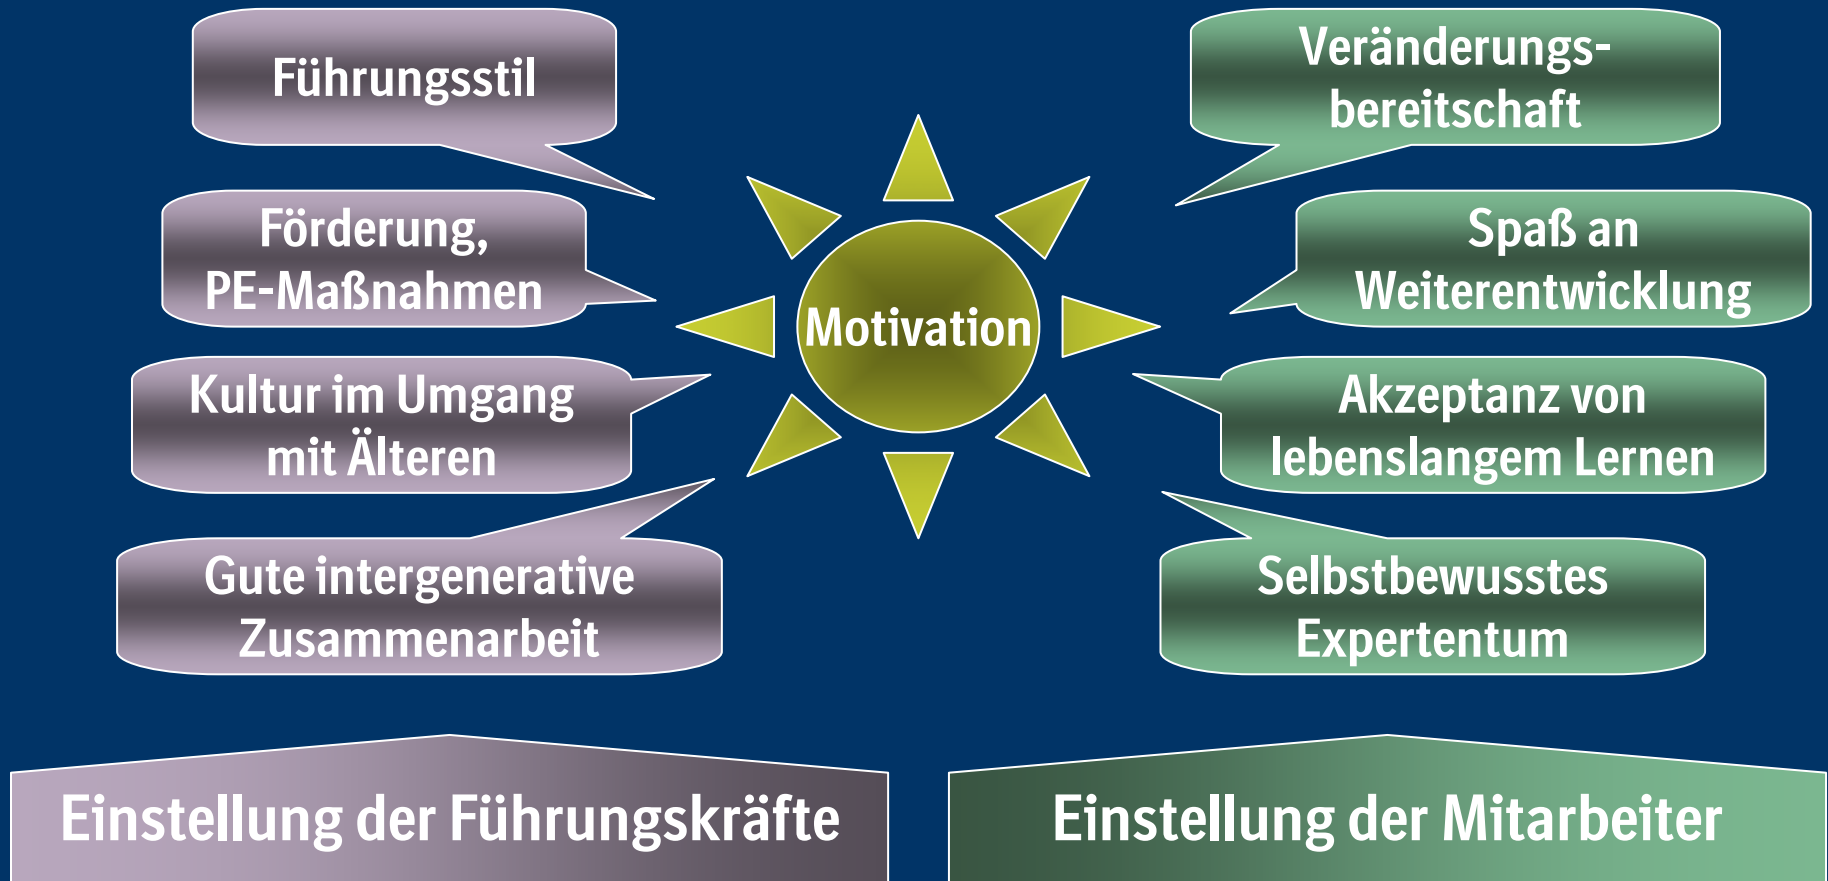 Führungsstil
Förderung,
PE-Maßnahmen
Kultur im Umgang
mit Älteren
Gute intergenerative
Zusammenarbeit
Motivation
Veränderungs-
bereitschaft
Spaß an
Weiterentwicklung
Akzeptanz von
lebenslangem Lernen
Selbstbewusstes
Expertentum
Einstellung der Führungskräfte
Einstellung der Mitarbeiter